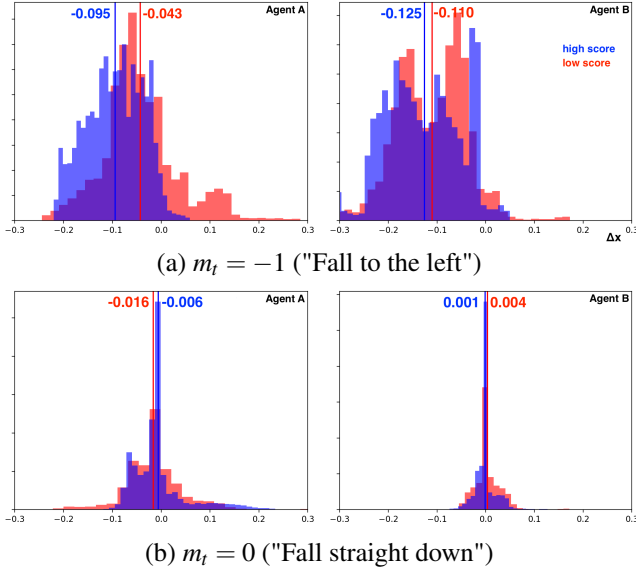 -0.095 -0.043 Agent A
-0.125 -0.110 Agent B
high score
low score
−0.3 −0.2 −0.1 0.0 0.1 0.2 0.3
−0.3 −0.2 −0.1 0.0 0.1 0.2 0.3
Δx
(a) m_t = −1 ("Fall to the left")
-0.016 -0.006 Agent A
0.001 0.004 Agent B
−0.3 −0.2 −0.1 0.0 0.1 0.2 0.3
−0.3 −0.2 −0.1 0.0 0.1 0.2 0.3
(b) m_t = 0 ("Fall straight down")